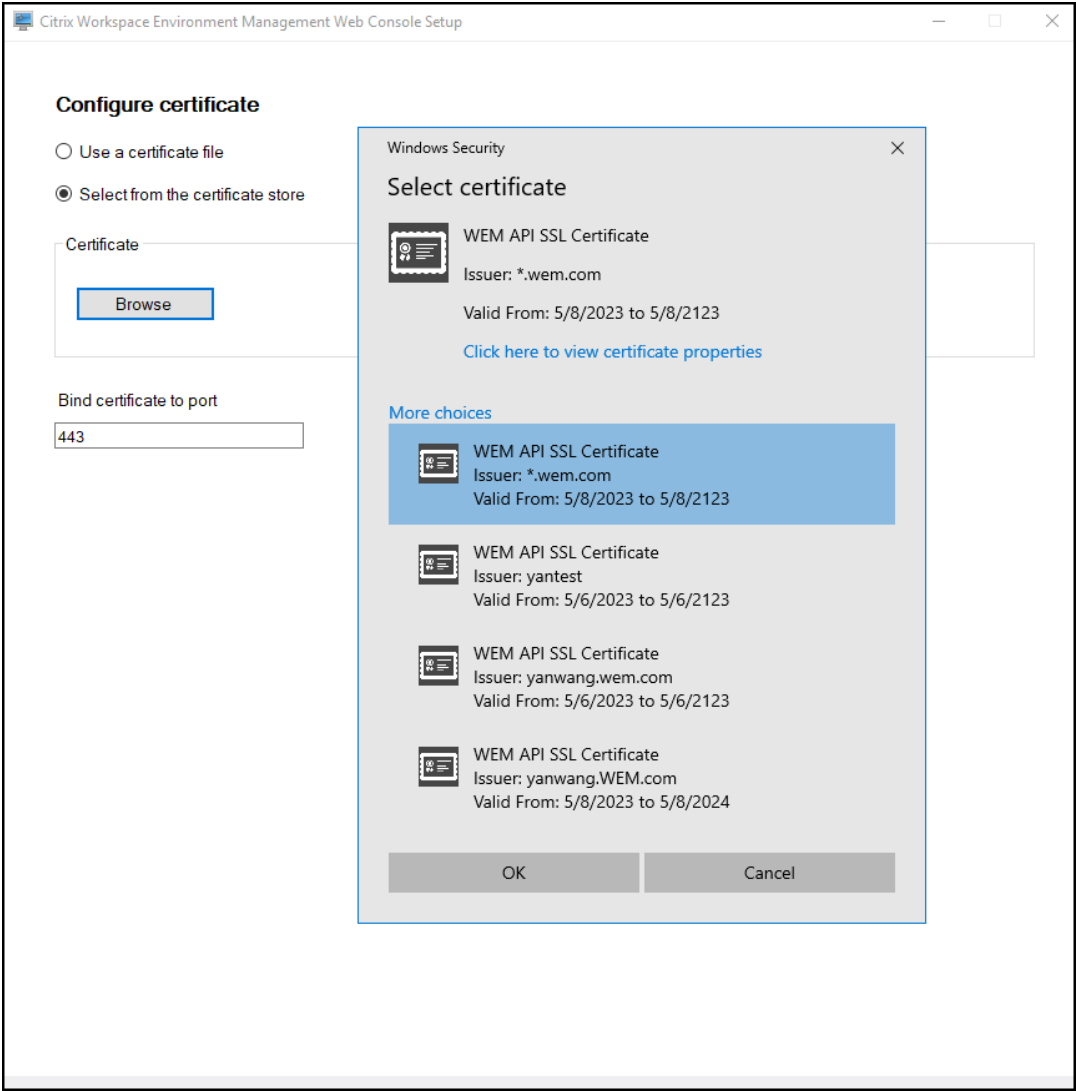 Citrix Workspace Environment Management Web Console Setup
Configure certificate
Use a certificate file
Select from the certificate store
Certificate
Browse
Bind certificate to port
443
Windows Security
Select certificate
WEM API SSL Certificate
Issuer: *.wem.com
Valid From: 5/8/2023 to 5/8/2123
Click here to view certificate properties
More choices
WEM API SSL Certificate
Issuer: *.wem.com
Valid From: 5/8/2023 to 5/8/2123
WEM API SSL Certificate
Issuer: yantest
Valid From: 5/6/2023 to 5/6/2123
WEM API SSL Certificate
Issuer: yanwang.wem.com
Valid From: 5/6/2023 to 5/6/2123
WEM API SSL Certificate
Issuer: yanwang.WEM.com
Valid From: 5/8/2023 to 5/8/2024
OK
Cancel